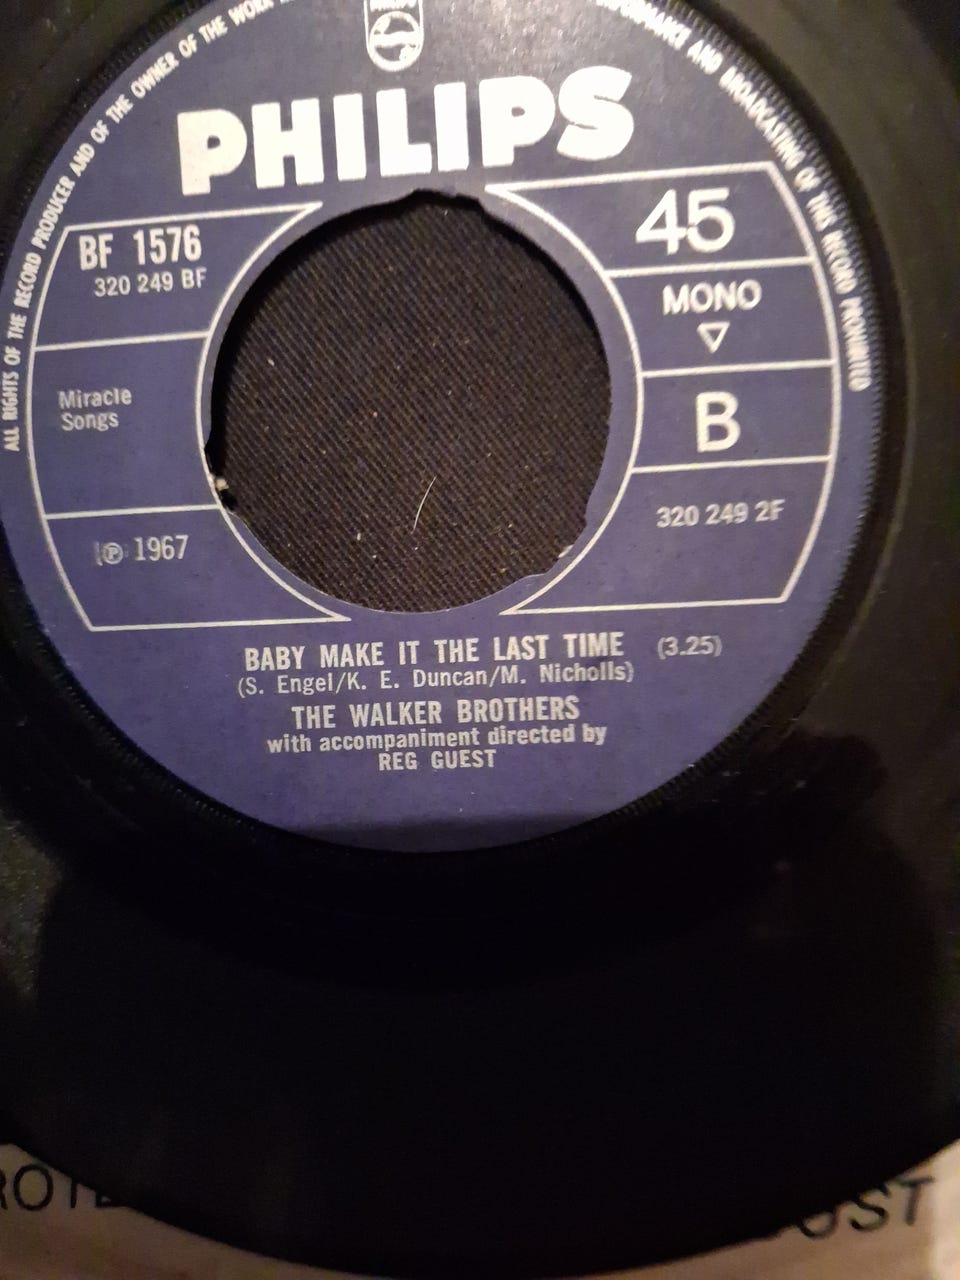 ALL RIGHTS OF THE RECORD PRODUCER AND OF THE OWNER OF THE WORK
AND BROADCASTING OF THIS RECORD PROHIBITED
PHILIPS
BF 1576
320 249 BF
Miracle
Songs
℗ 1967
45
MONO
B
320 249 2F
BABY MAKE IT THE LAST TIME (3.25)
(S. Engel/K. E. Duncan/M. Nicholls)
THE WALKER BROTHERS
with accompaniment directed by
REG GUEST